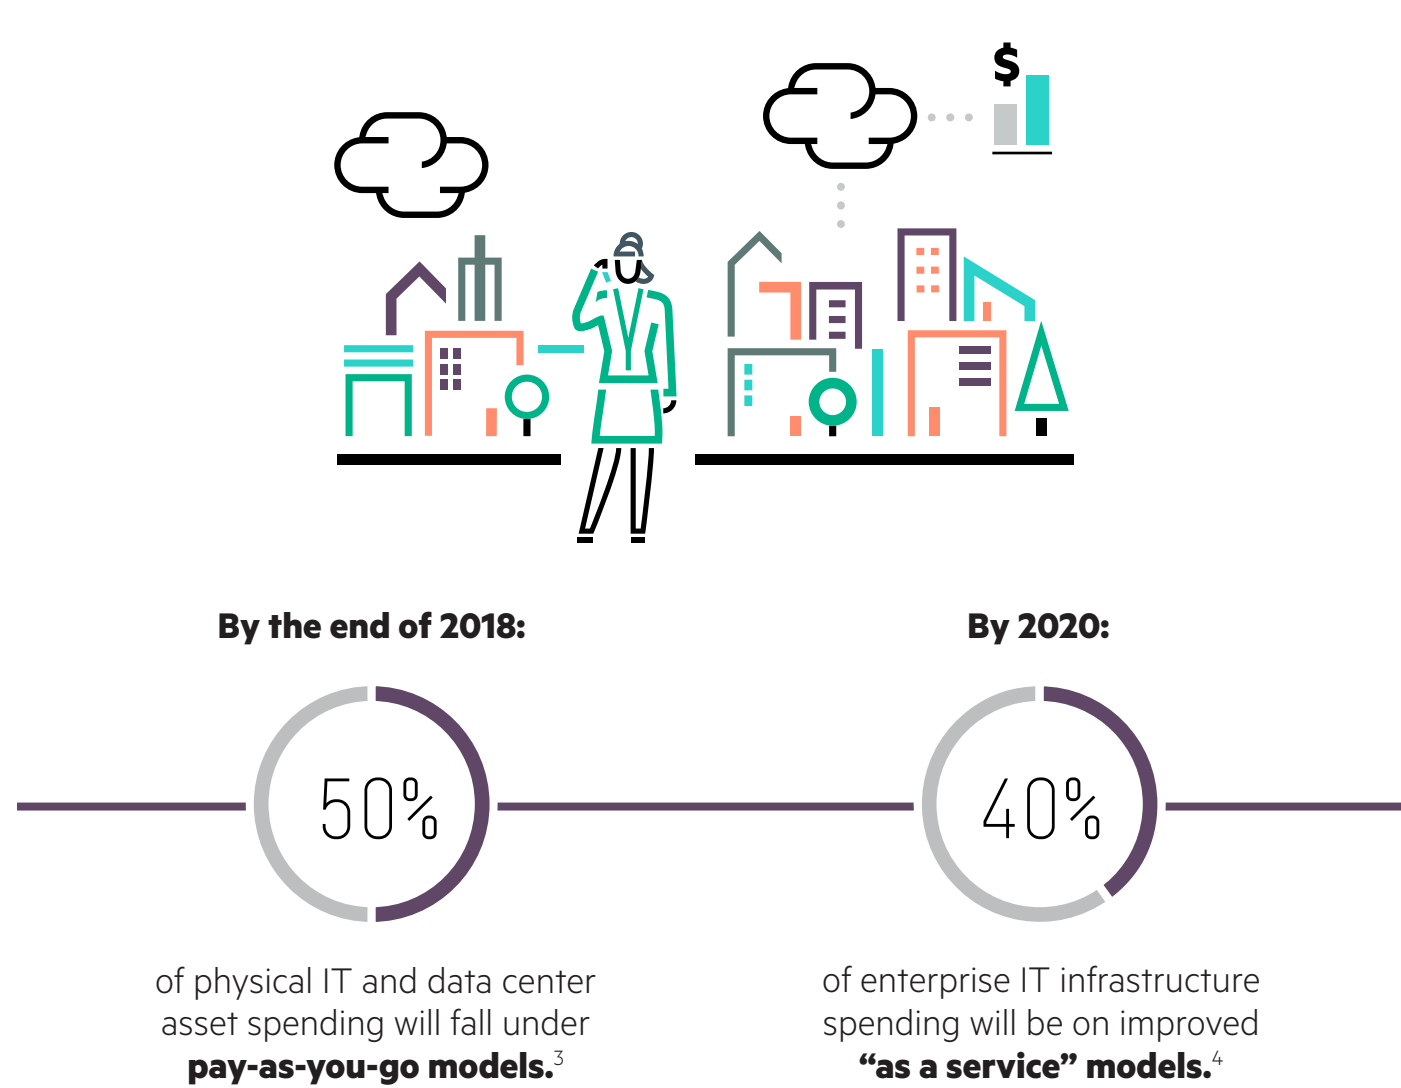 $
By the end of 2018:
50%
of physical IT and data center
asset spending will fall under
pay-as-you-go models.3
By 2020:
40%
of enterprise IT infrastructure
spending will be on improved
“as a service” models.4